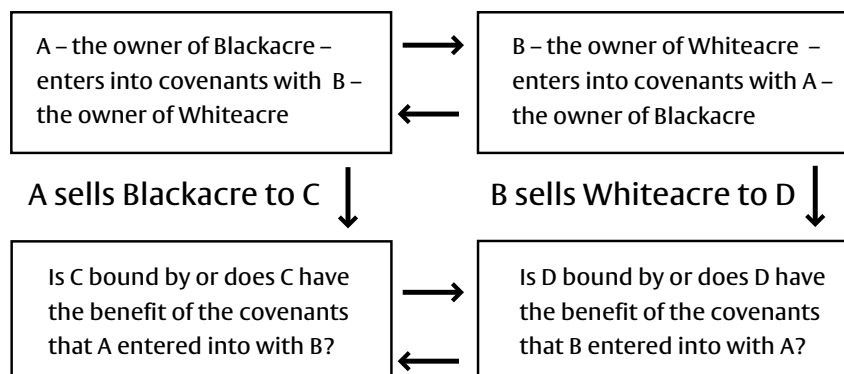 A – the owner of Blackacre –
enters into covenants with B –
the owner of Whiteacre
B – the owner of Whiteacre –
enters into covenants with A –
the owner of Blackacre
A sells Blackacre to C
B sells Whiteacre to D
Is C bound by or does C have
the benefit of the covenants
that A entered into with B?
Is D bound by or does D have
the benefit of the covenants
that B entered into with A?